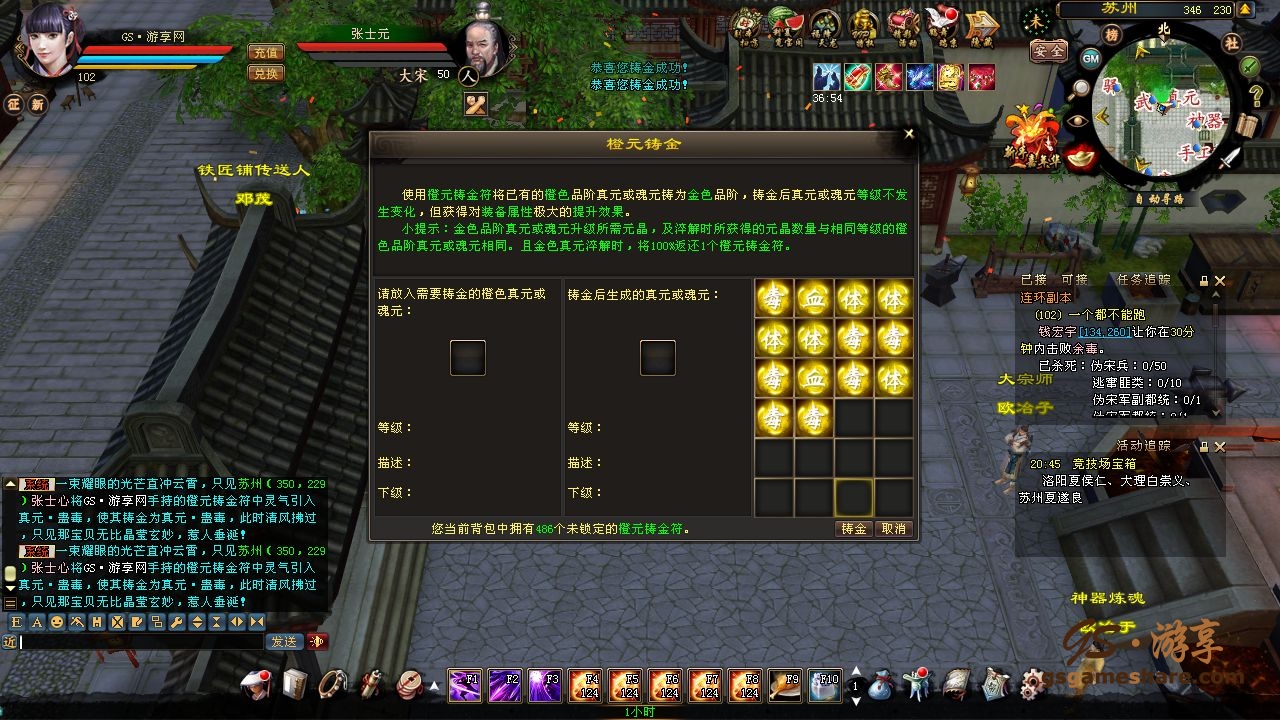 GS·游享网
102
充值
兑换
征
新
张士元
大宋
50
人
恭喜您铸金成功!
恭喜您铸金成功!
36:54
木
安全
苏州
346 230
北
榜
社
GM
驿
神器
自动寻路
铁匠铺传送人
邓茂
橙元铸金
使用橙元铸金符将已有的橙色品阶真元或魂元铸为金色品阶，铸金后真元或魂元等级不发
生变化，但获得对装备属性极大的提升效果。
小提示：金色品阶真元或魂元升级所需元晶，及淬解时所获得的元晶数量与相同等级的橙
色品阶真元或魂元相同。且金色真元淬解时，将100%返还1个橙元铸金符。
请放入需要铸金的橙色真元或
魂元：
铸金后生成的真元或魂元：
毒 血 体 体
体 体 毒 毒
毒 血 毒 体
毒 毒
等级：
描述：
下级：
等级：
描述：
下级：
您当前背包中拥有486个未锁定的橙元铸金符。
铸金
取消
已接 可接 任务追踪
连环副本
(102) 一个都不能跑
钱宏宇[134,260]让你在30分
钟内击败余毒。
已杀死：伪宋兵：0/50
逃寨匪类：0/10
伪宋军副都统：0/1
伪宋军都统：0/1
大宗师
欧冶子
活动追踪
20:45 竞技场宝箱
洛阳夏侯仁、大理白崇义、
苏州夏遂良
神器炼魂
一束耀眼的光芒直冲云霄，只见苏州（350，229
）张士心将GS·游享网手持的橙元铸金符中灵气引入
真元·蛊毒，使其铸金为真元·蛊毒，此时清风拂过
，只见那宝贝无比晶莹玄妙，惹人垂诞!
一束耀眼的光芒直冲云霄，只见苏州（350，229
）张士心将GS·游享网手持的橙元铸金符中灵气引入
真元·蛊毒，使其铸金为真元·蛊毒，此时清风拂过
，只见那宝贝无比晶莹玄妙，惹人垂诞!
近
发送
F1 F2 F3 F4 F5 F6 F7 F8 F9 F10
124 124 124 124 124
1
1小时
GS·游享
gsgameshare.com